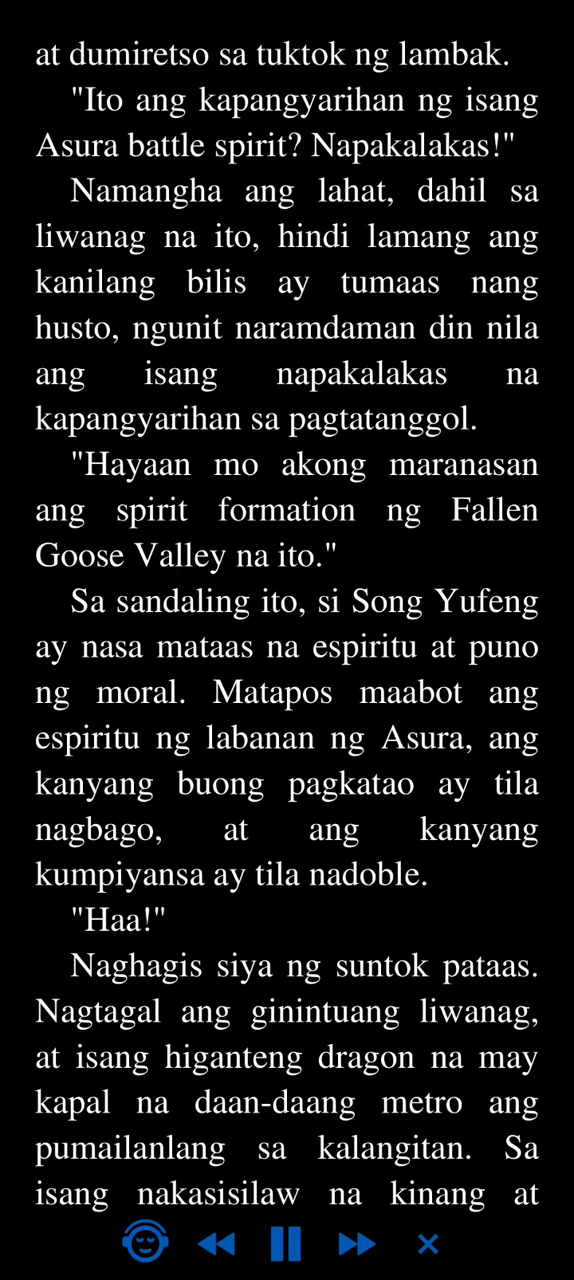 at dumiretso sa tuktok ng lambak.
"Ito ang kapangyarihan ng isang
Asura battle spirit? Napakalakas!"
Namangha ang lahat, dahil sa
liwanag na ito, hindi lamang ang
kanilang bilis ay tumaas nang
husto, ngunit naramdaman din nila
ang isang napakalakas na
kapangyarihan sa pagtatanggol.
"Hayaan mo akong maranasan
ang spirit formation ng Fallen
Goose Valley na ito."
Sa sandaling ito, si Song Yufeng
ay nasa mataas na espiritu at puno
ng moral. Matapos maabot ang
espiritu ng labanan ng Asura, ang
kanyang buong pagkatao ay tila
nagbago, at ang kanyang
kumpiyansa ay tila nadoble.
"Haa!"
Naghagis siya ng suntok pataas.
Nagtagal ang ginintuang liwanag,
at isang higanteng dragon na may
kapal na daan-daang metro ang
pumailanlang sa kalangitan. Sa
isang nakasisilaw na kinang at